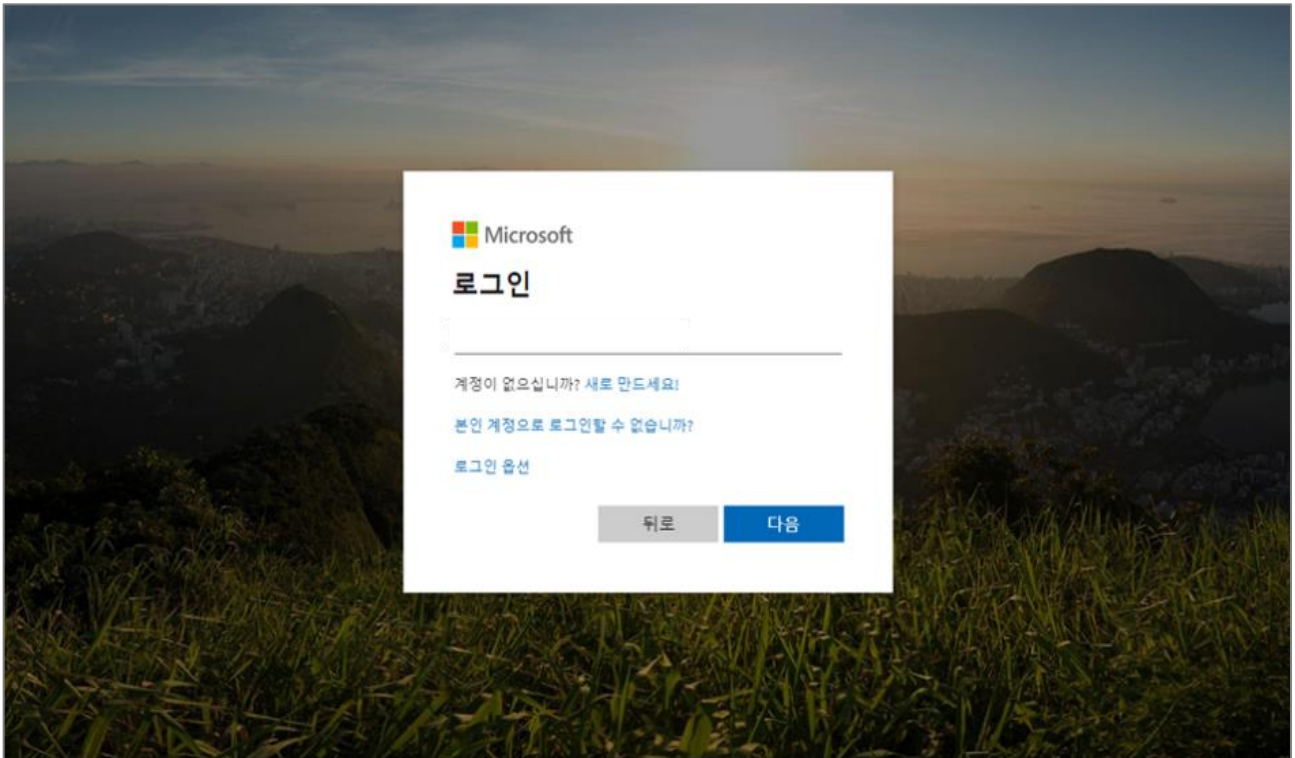 Microsoft
로그인
계정이 없으십니까? 새로 만드세요!
본인 계정으로 로그인할 수 없습니까?
로그인 옵션
뒤로 다음